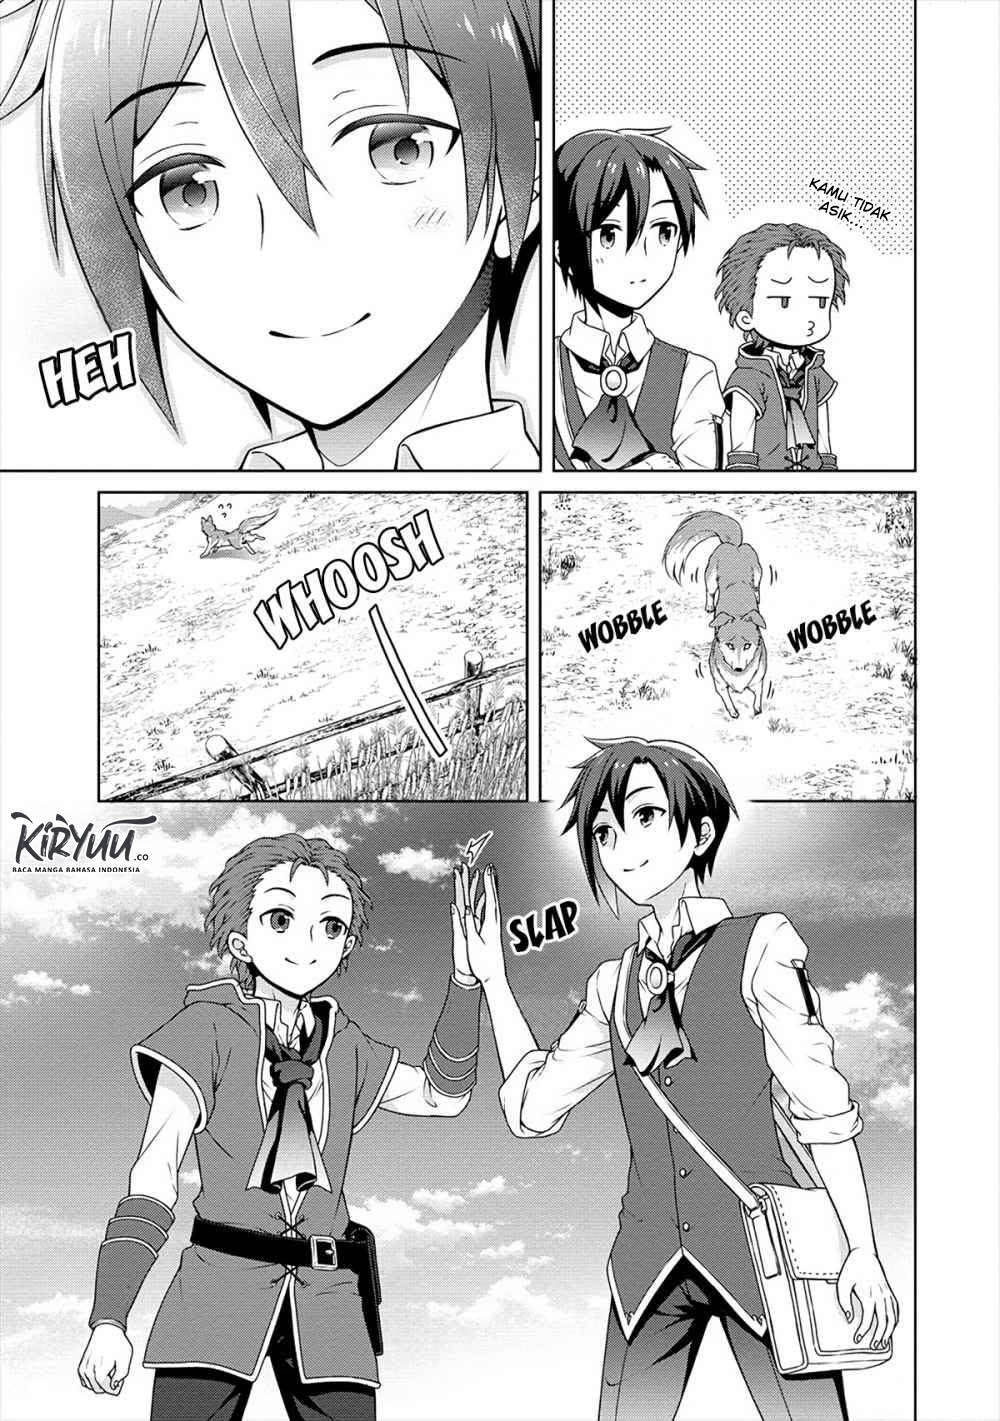 KAMU TIDAK
ASIK...
HEH
WOBBLE
WOBBLE
WHOOSH
KiRYUU.co
BACA MANGA BAHASA INDONESIA
SLAP